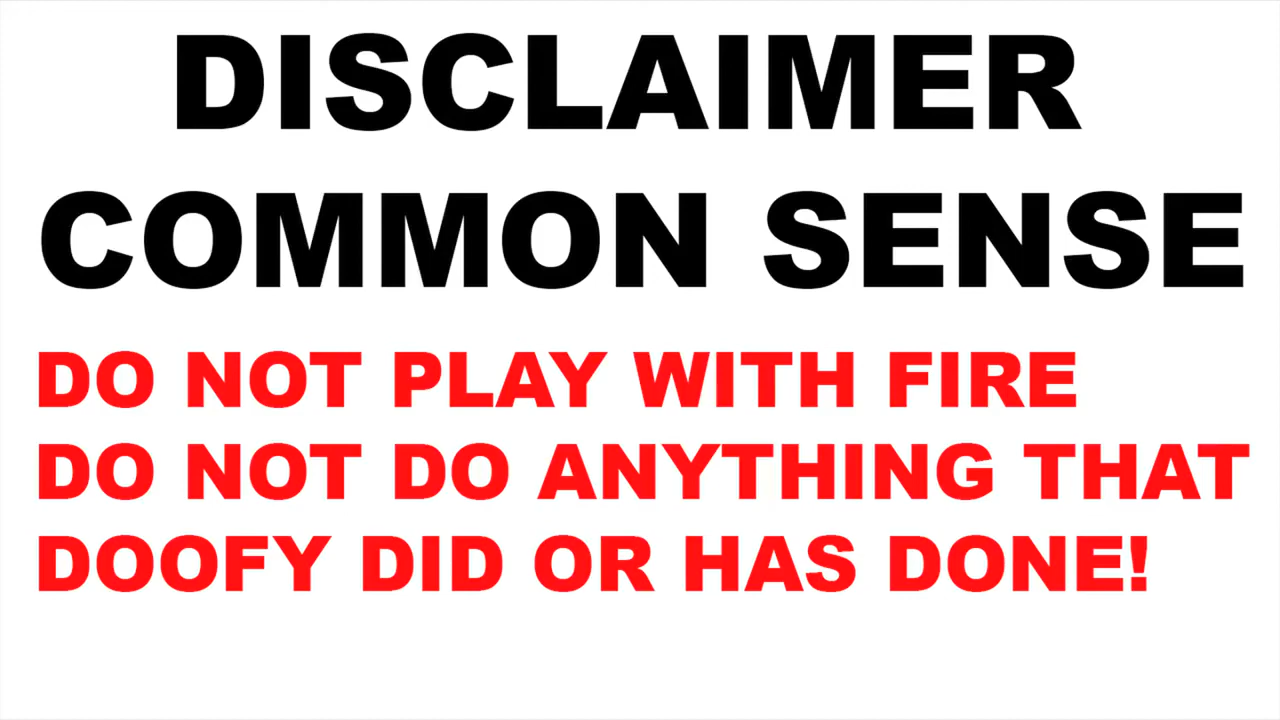 DISCLAIMER
COMMON SENSE
DO NOT PLAY WITH FIRE
DO NOT DO ANYTHING THAT
DOOFY DID OR HAS DONE!